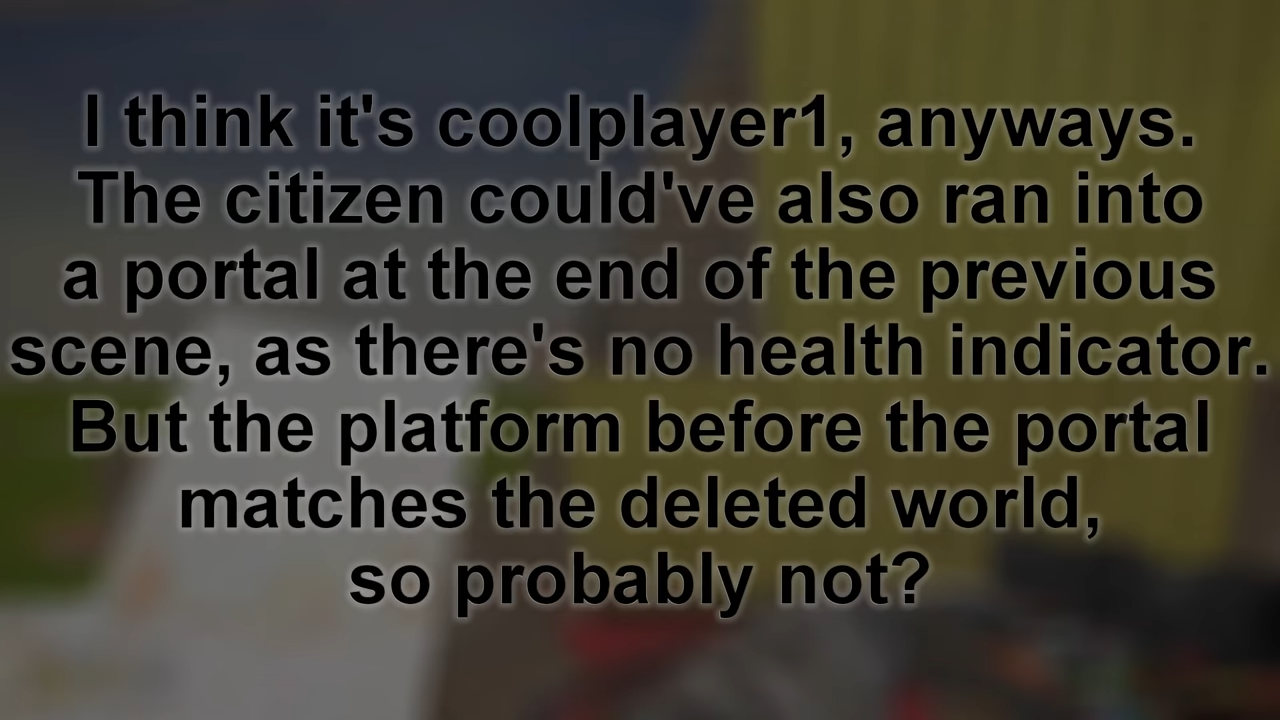 I think it's coolplayer1, anyways.
The citizen could've also ran into
a portal at the end of the previous
scene, as there's no health indicator.
But the platform before the portal
matches the deleted world,
so probably not?